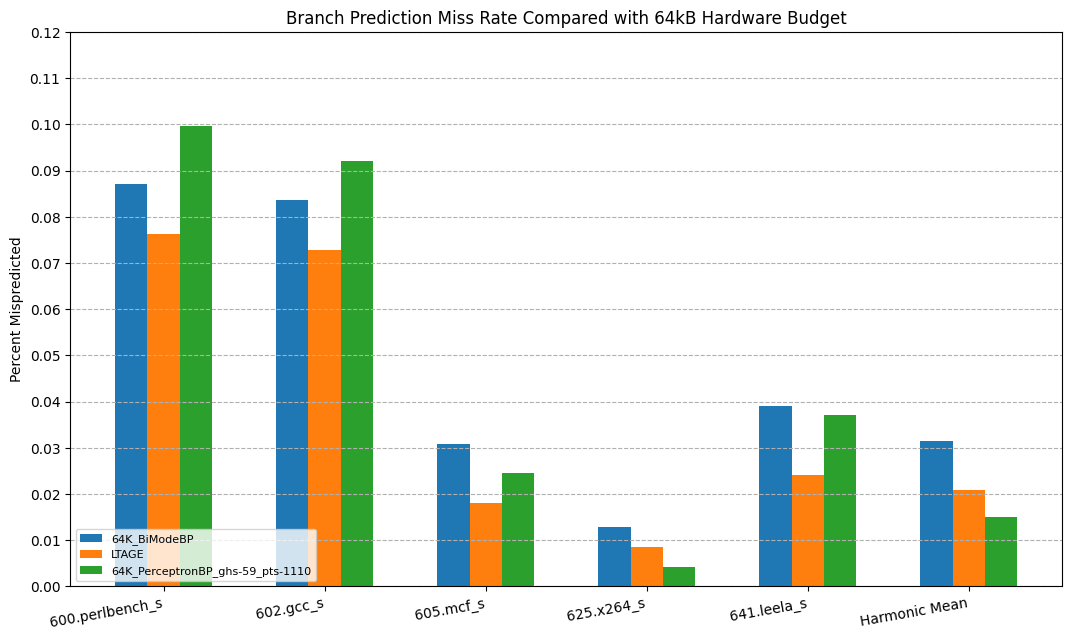 Branch Prediction Miss Rate Compared with 64kB Hardware Budget
Percent Mispredicted
0.12
0.11
0.10
0.09
0.08
0.07
0.06
0.05
0.04
0.03
0.02
0.01
0.00
64K_BiModeBP
LTAGE
64K_PerceptronBP_ghs-59_pts-1110
600.perlbench_s
602.gcc_s
605.mcf_s
625.x264_s
641.leela_s
Harmonic Mean